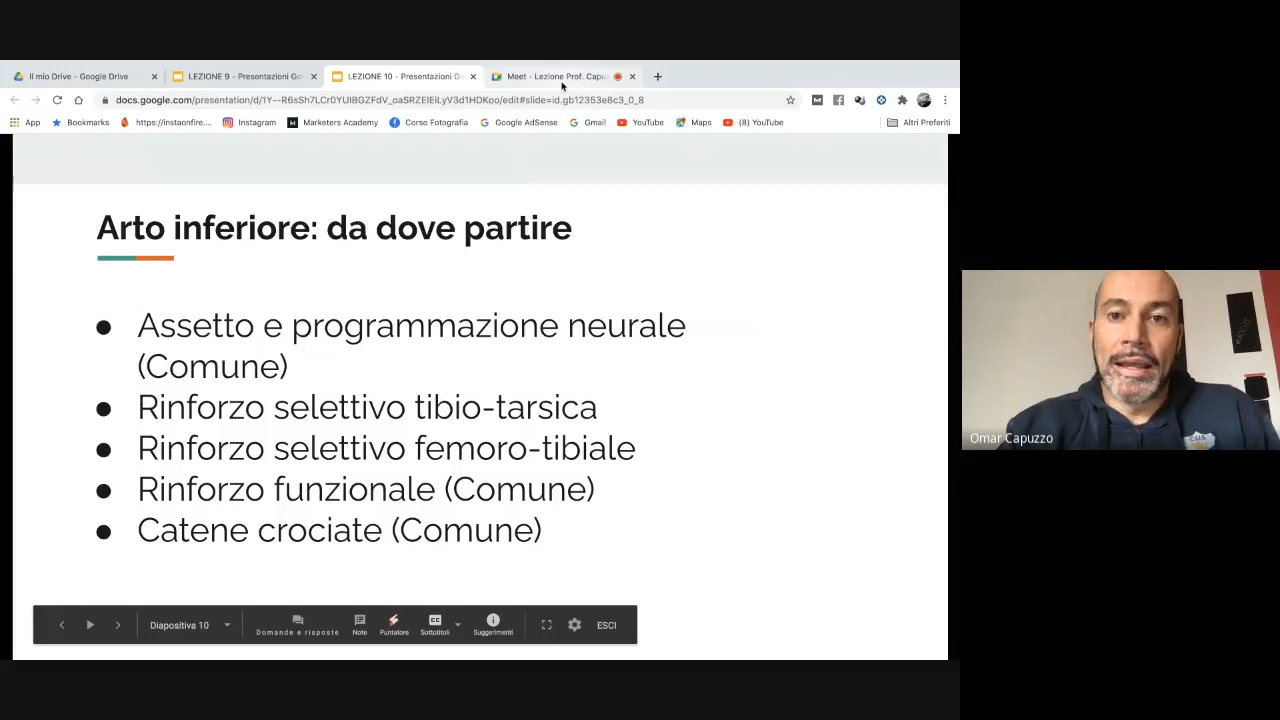 Il mio Drive - Google Drive
LEZIONE 9 - Presentazioni Go
LEZIONE 10 - Presentazioni G
Meet - Lezione Prof. Capu
docs.google.com/presentation/d/1Y--R6sSh7LCr0YUIBGZFdV_oaSRZElEiLyV3d1HDKoo/edit#slide=id.gb12353e8c3_0_8
App
Bookmarks
https://instaonfire....
Instagram
Marketers Academy
Corso Fotografia
Google AdSense
Gmail
YouTube
Maps
(8) YouTube
Altri Preferiti
Arto inferiore: da dove partire
● Assetto e programmazione neurale
(Comune)
● Rinforzo selettivo tibio-tarsica
● Rinforzo selettivo femoro-tibiale
● Rinforzo funzionale (Comune)
● Catene crociate (Comune)
Diapositiva 10
Domande e risposte
Note
Puntatore
Sottotitoli
Suggerimenti
ESCI
Omar Capuzzo
C.U.S.